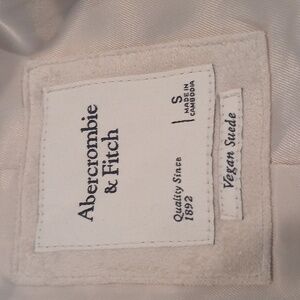 Abercrombie
& Fitch
Quality Since
1892
S
MADE IN
CAMBODIA
Vegan Suede